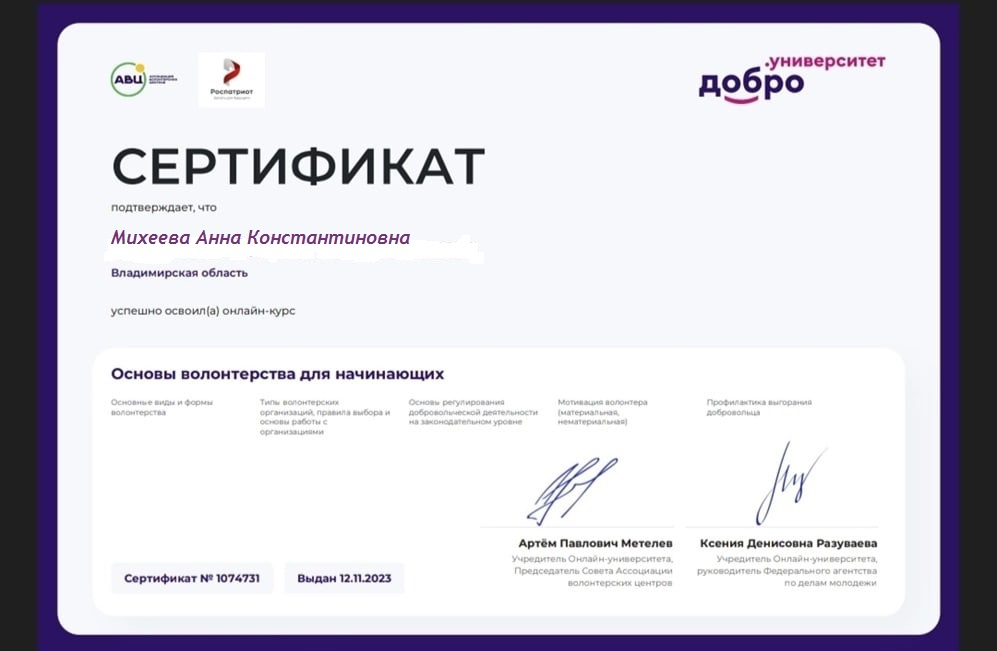 АВЦ
АССОЦИАЦИЯ
ВОЛОНТЕРСКИХ
ЦЕНТРОВ
Роспатриот
.университет
добро
СЕРТИФИКАТ
подтверждает, что
Михеева Анна Константиновна
Владимирская область
успешно освоил(а) онлайн-курс
Основы волонтерства для начинающих
Основные виды и формы
волонтерства
Типы волонтерских
организаций, правила выбора и
основы работы с
организациями
Основы регулирования
добровольческой деятельности
на законодательном уровне
Мотивация волонтера
(материальная,
нематериальная)
Профилактика выгорания
добровольца
Артём Павлович Метелев
Учредитель Онлайн-университета,
Председатель Совета Ассоциации
волонтерских центров
Ксения Денисовна Разуваева
Учредитель Онлайн-университета,
руководитель Федерального агентства
по делам молодежи
Сертификат № 1074731
Выдан 12.11.2023